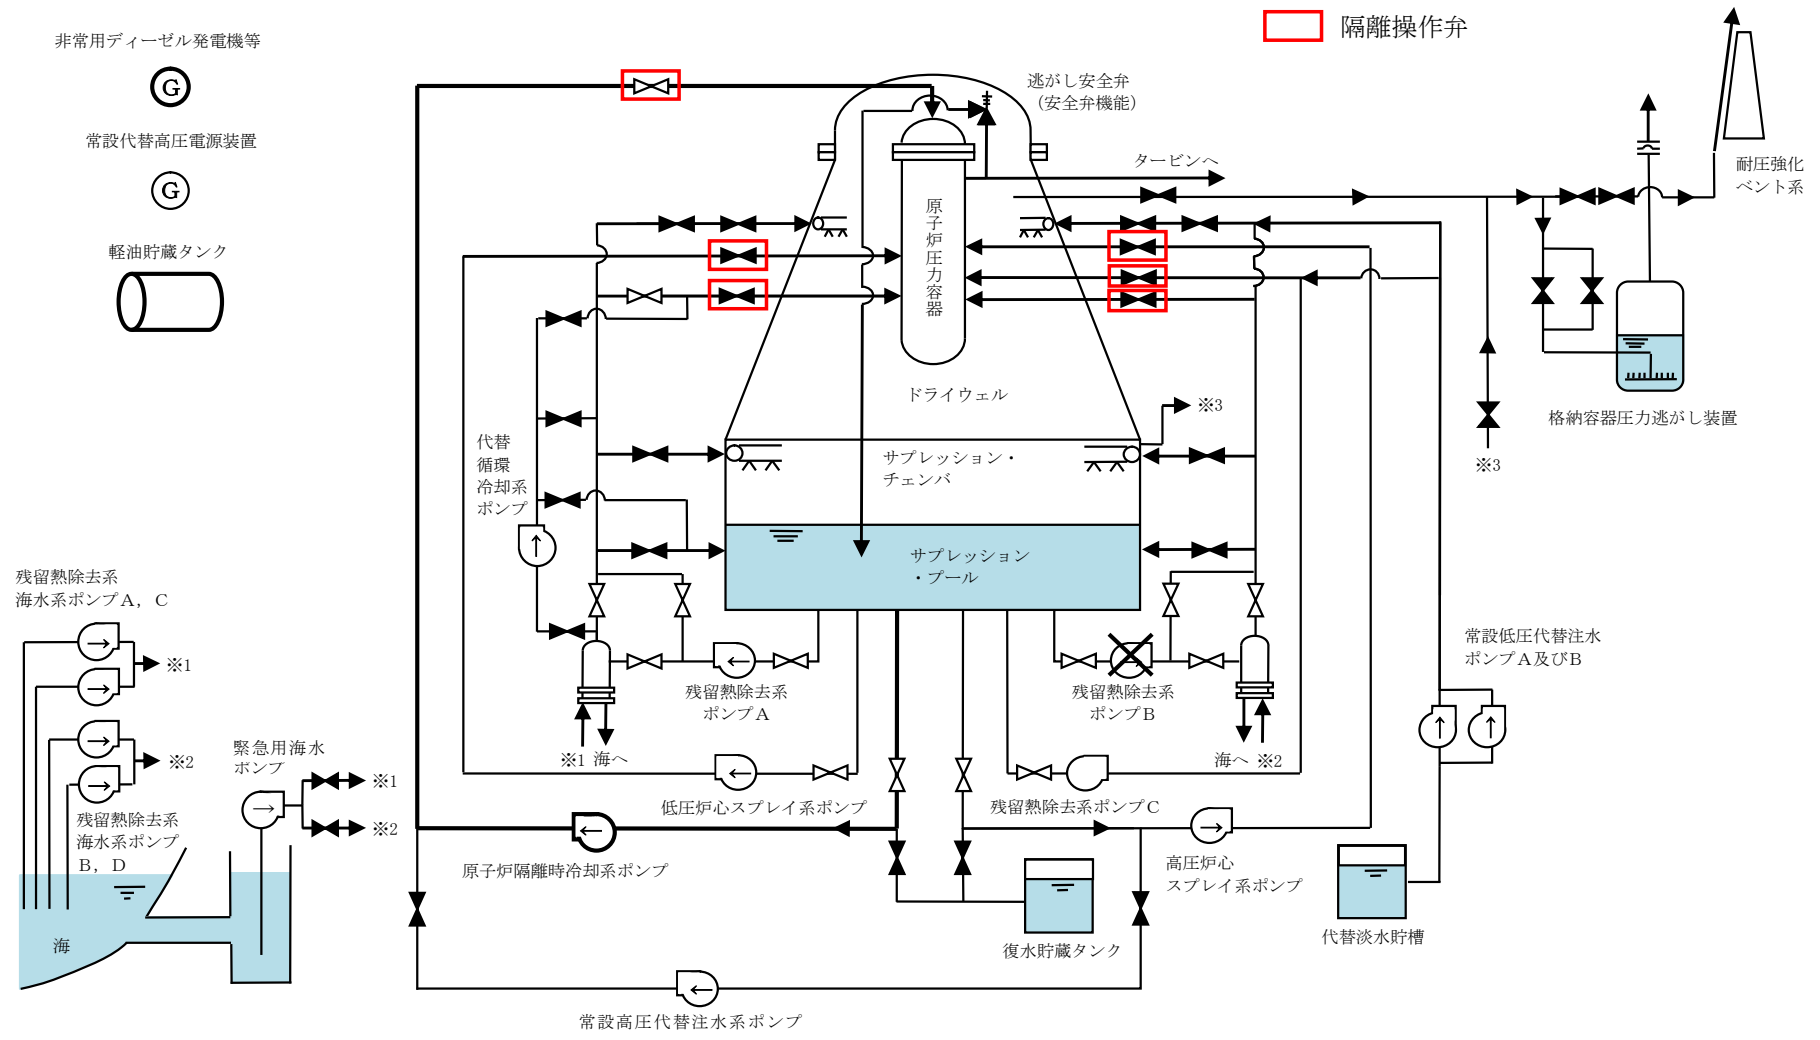 隔離操作弁
非常用ディーゼル発電機等
G
常設代替高圧電源装置
G
軽油貯蔵タンク
逃がし安全弁
(安全弁機能)
タービンへ
耐圧強化
ベント系
原子炉圧力容器
ドライウェル
※3
格納容器圧力逃がし装置
※3
代替
循環
冷却系
ポンプ
サプレッション・
チェンバ
サプレッション
・プール
残留熱除去系
海水系ポンプA，C
※1
※2
残留熱除去系
海水系ポンプ
B，D
緊急用海水
ポンプ
※1
※2
海
残留熱除去系
ポンプA
※1 海へ
残留熱除去系
ポンプB
海へ ※2
常設低圧代替注水
ポンプA及びB
低圧炉心スプレイ系ポンプ
残留熱除去系ポンプC
原子炉隔離時冷却系ポンプ
高圧炉心
スプレイ系ポンプ
復水貯蔵タンク
代替淡水貯槽
常設高圧代替注水系ポンプ